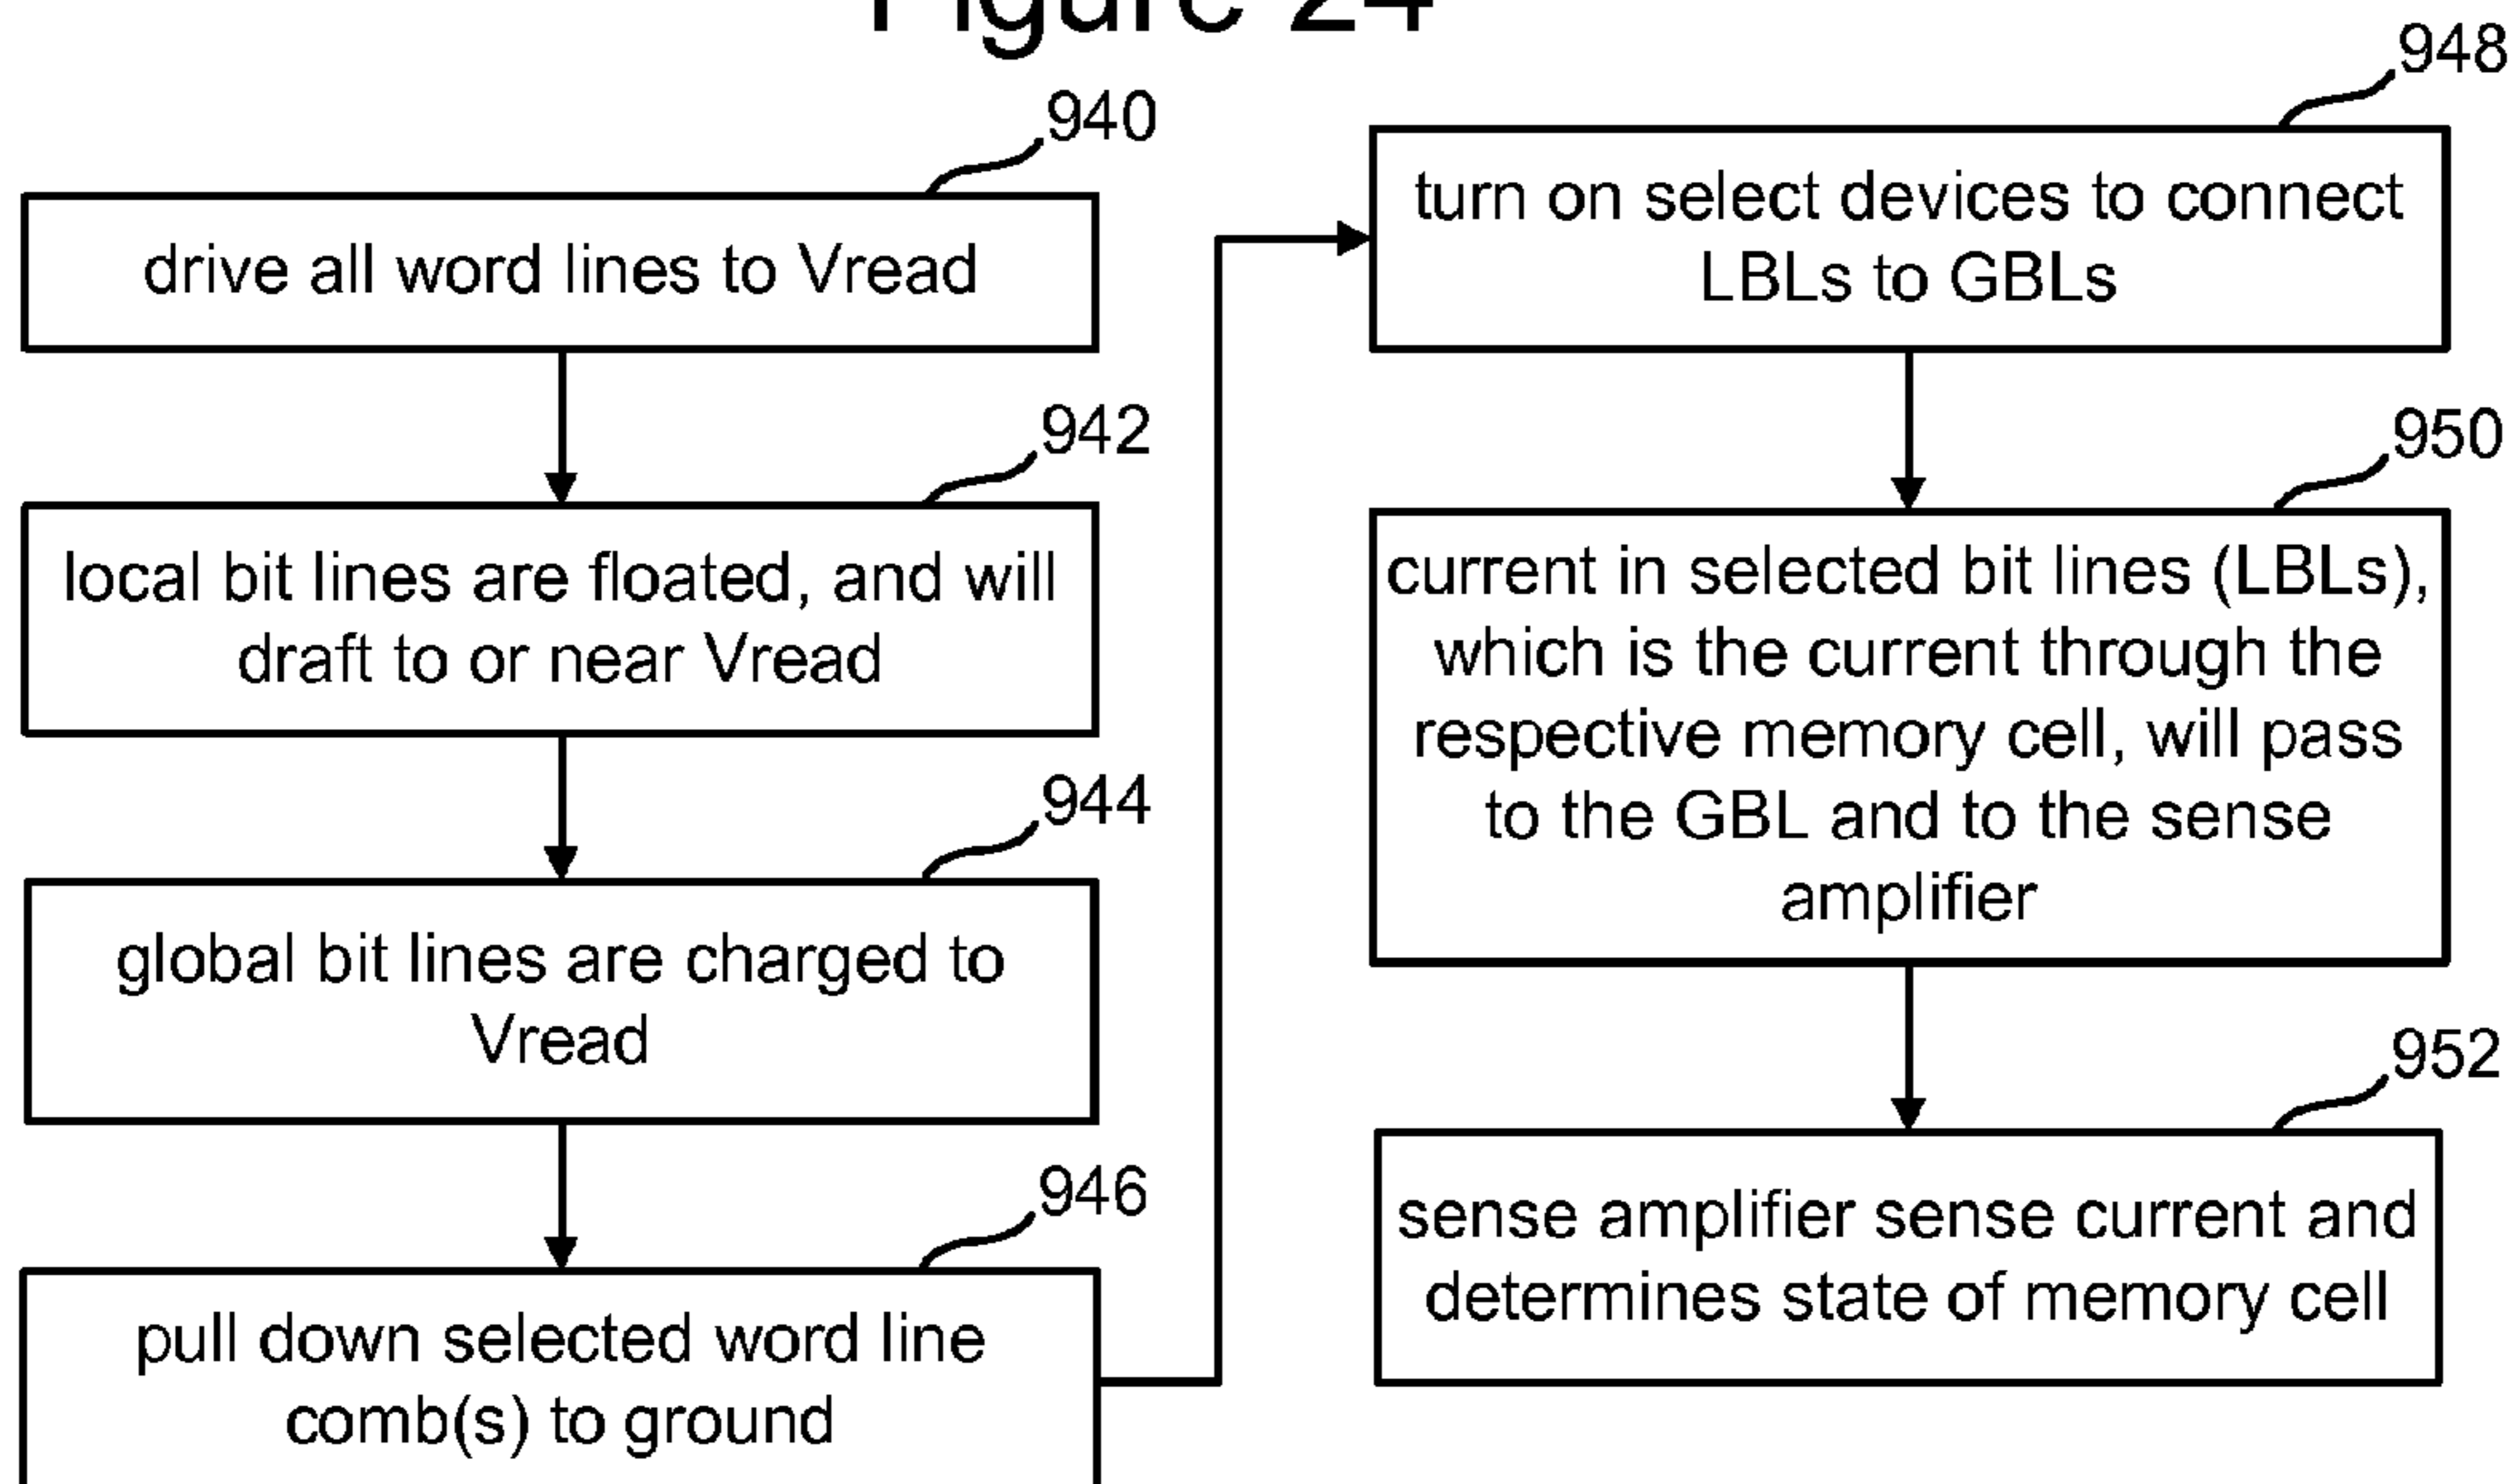 Figure 24
940
drive all word lines to Vread
942
local bit lines are floated, and will
draft to or near Vread
944
global bit lines are charged to
Vread
946
pull down selected word line
comb(s) to ground
948
turn on select devices to connect
LBLs to GBLs
950
current in selected bit lines (LBLs),
which is the current through the
respective memory cell, will pass
to the GBL and to the sense
amplifier
952
sense amplifier sense current and
determines state of memory cell